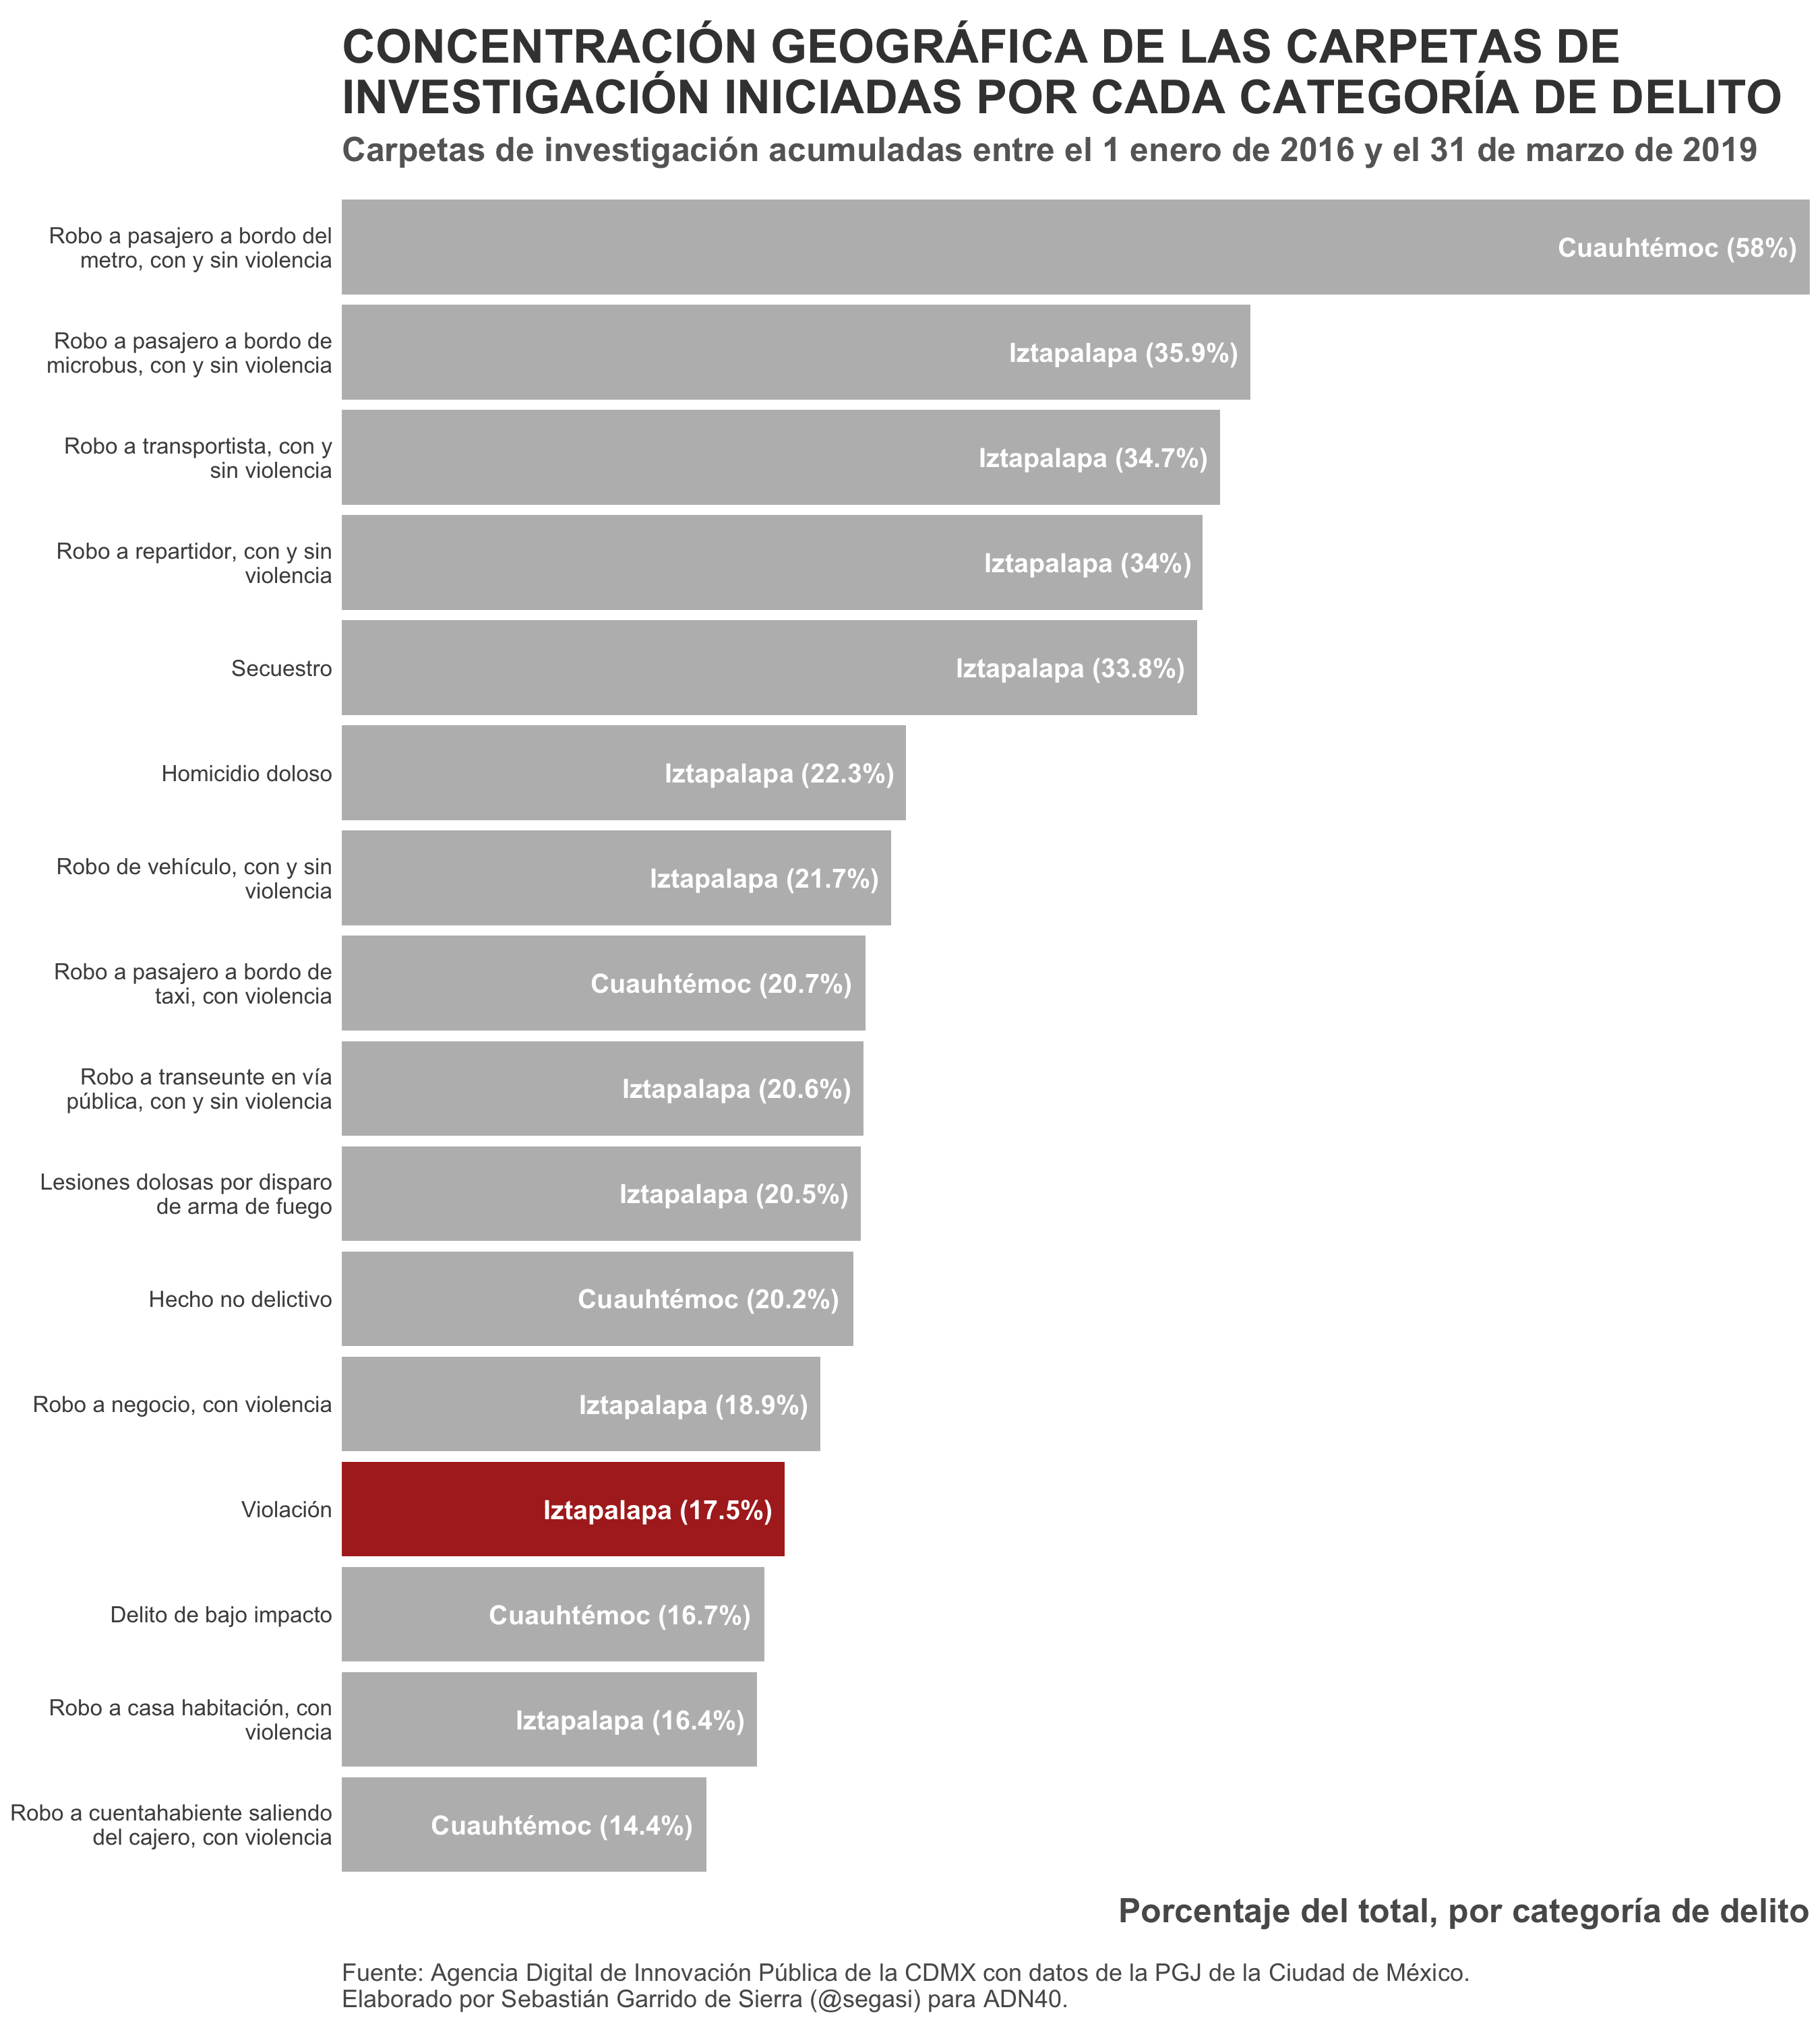 CONCENTRACIÓN GEOGRÁFICA DE LAS CARPETAS DE
INVESTIGACIÓN INICIADAS POR CADA CATEGORÍA DE DELITO
Carpetas de investigación acumuladas entre el 1 enero de 2016 y el 31 de marzo de 2019
Robo a pasajero a bordo del
metro, con y sin violencia
Cuauhtémoc (58%)
Robo a pasajero a bordo de
microbus, con y sin violencia
Iztapalapa (35.9%)
Robo a transportista, con y
sin violencia
Iztapalapa (34.7%)
Robo a repartidor, con y sin
violencia
Iztapalapa (34%)
Secuestro
Iztapalapa (33.8%)
Homicidio doloso
Iztapalapa (22.3%)
Robo de vehículo, con y sin
violencia
Iztapalapa (21.7%)
Robo a pasajero a bordo de
taxi, con violencia
Cuauhtémoc (20.7%)
Robo a transeunte en vía
pública, con y sin violencia
Iztapalapa (20.6%)
Lesiones dolosas por disparo
de arma de fuego
Iztapalapa (20.5%)
Hecho no delictivo
Cuauhtémoc (20.2%)
Robo a negocio, con violencia
Iztapalapa (18.9%)
Violación
Iztapalapa (17.5%)
Delito de bajo impacto
Cuauhtémoc (16.7%)
Robo a casa habitación, con
violencia
Iztapalapa (16.4%)
Robo a cuentahabiente saliendo
del cajero, con violencia
Cuauhtémoc (14.4%)
Porcentaje del total, por categoría de delito
Fuente: Agencia Digital de Innovación Pública de la CDMX con datos de la PGJ de la Ciudad de México.
Elaborado por Sebastián Garrido de Sierra (@segasi) para ADN40.